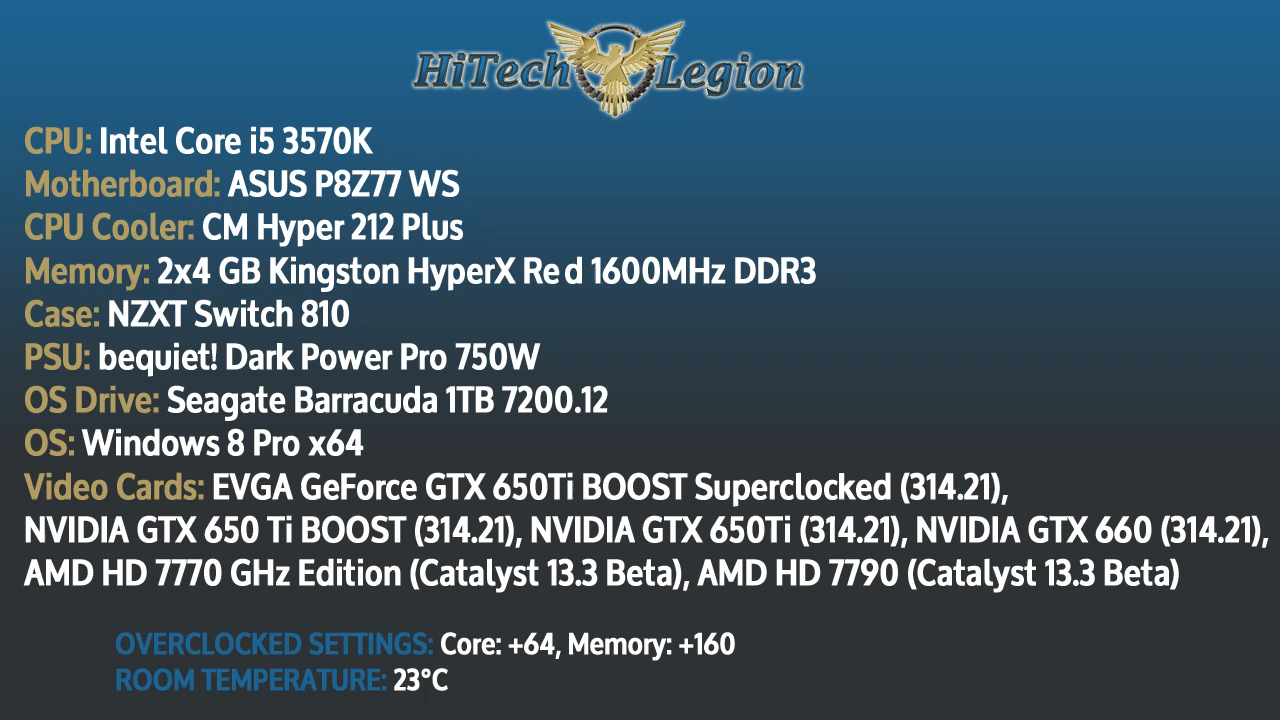 HiTech Legion
CPU: Intel Core i5 3570K
Motherboard: ASUS P8Z77 WS
CPU Cooler: CM Hyper 212 Plus
Memory: 2x4 GB Kingston HyperX Red 1600MHz DDR3
Case: NZXT Switch 810
PSU: bequiet! Dark Power Pro 750W
OS Drive: Seagate Barracuda 1TB 7200.12
OS: Windows 8 Pro x64
Video Cards: EVGA GeForce GTX 650Ti BOOST Superclocked (314.21),
NVIDIA GTX 650 Ti BOOST (314.21), NVIDIA GTX 650Ti (314.21), NVIDIA GTX 660 (314.21),
AMD HD 7770 GHz Edition (Catalyst 13.3 Beta), AMD HD 7790 (Catalyst 13.3 Beta)
OVERCLOCKED SETTINGS: Core: +64, Memory: +160
ROOM TEMPERATURE: 23°C